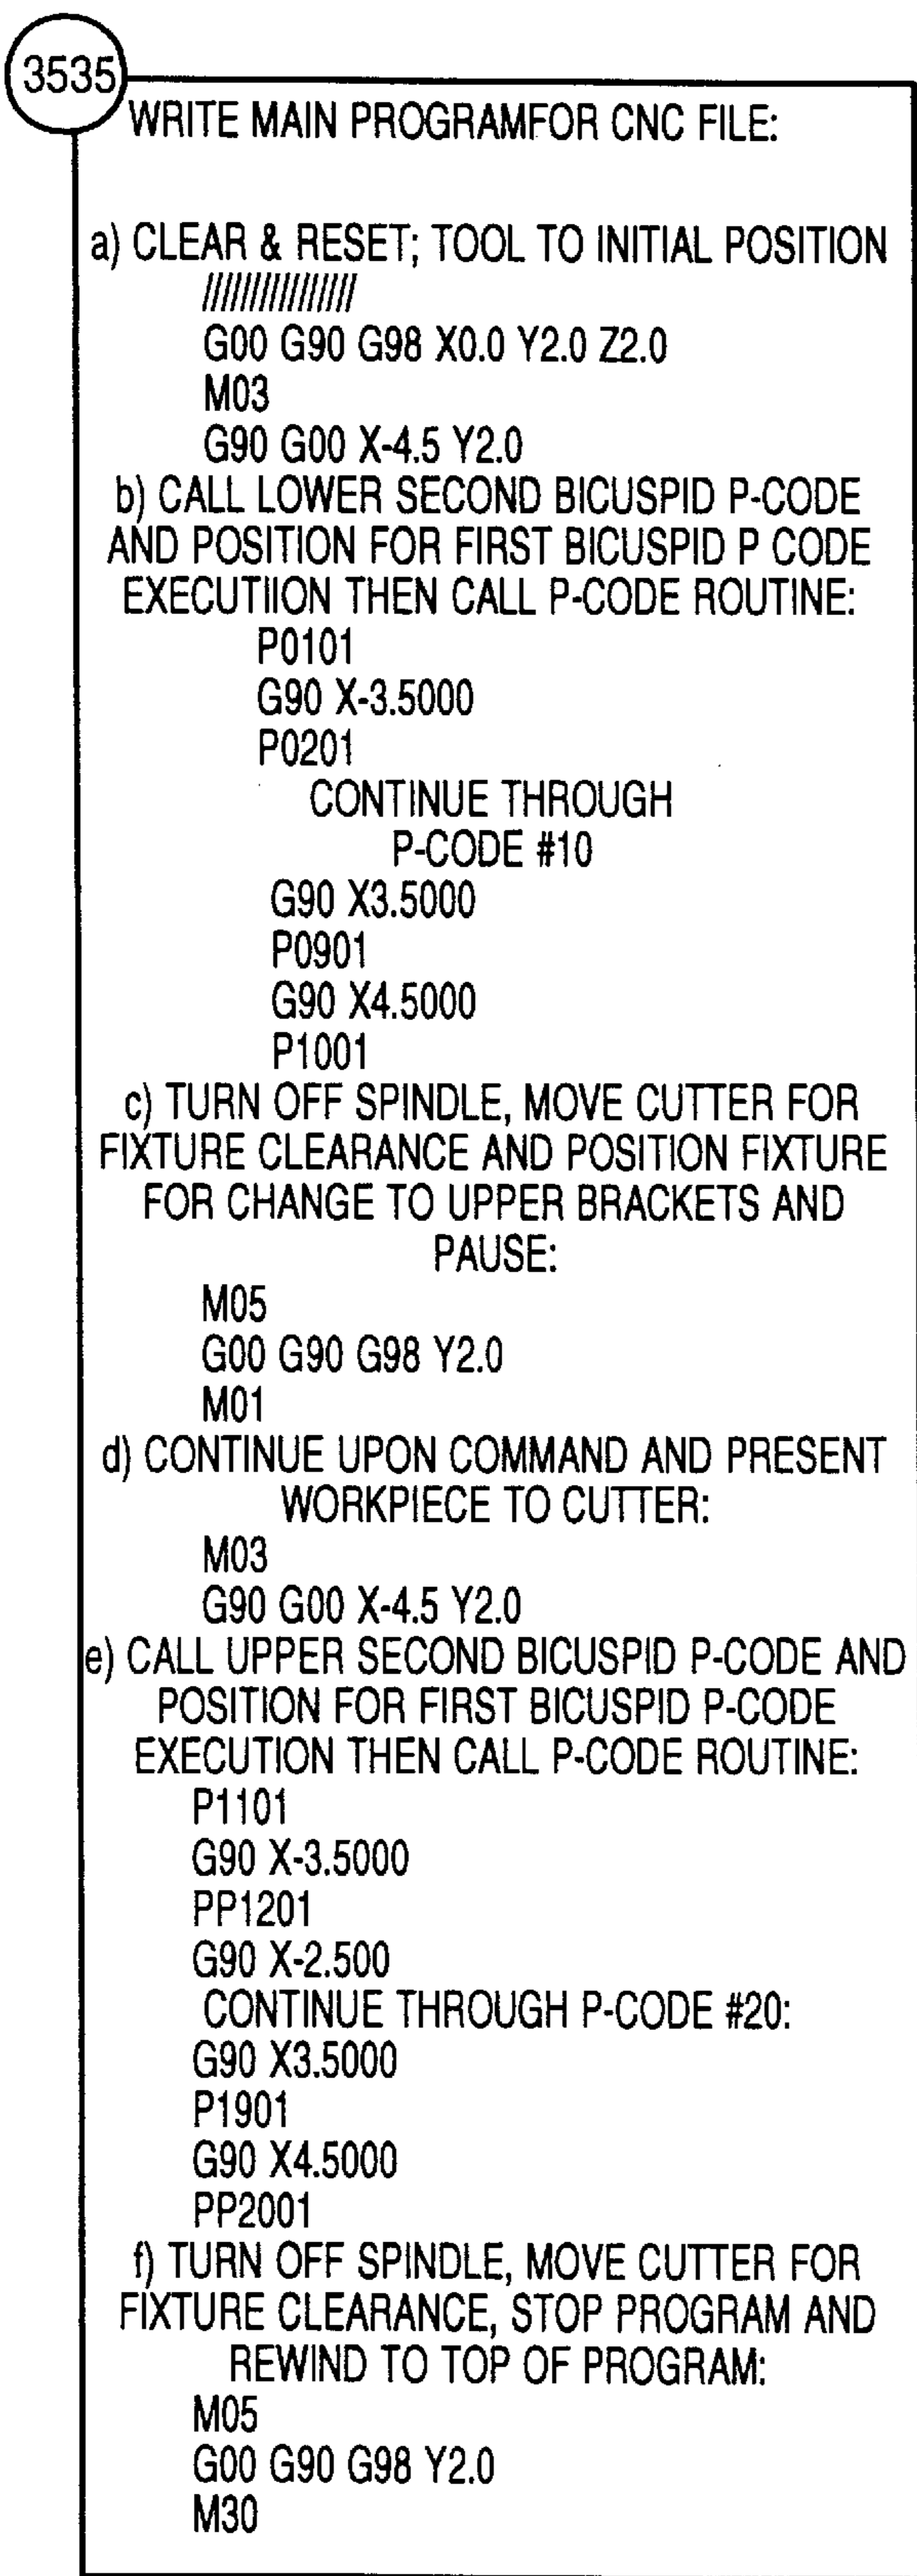 3535
WRITE MAIN PROGRAMFOR CNC FILE:
a) CLEAR & RESET; TOOL TO INITIAL POSITION
////////////////
G00 G90 G98 X0.0 Y2.0 Z2.0
M03
G90 G00 X-4.5 Y2.0
b) CALL LOWER SECOND BICUSPID P-CODE
AND POSITION FOR FIRST BICUSPID P CODE
EXECUTIION THEN CALL P-CODE ROUTINE:
P0101
G90 X-3.5000
P0201
CONTINUE THROUGH
P-CODE #10
G90 X3.5000
P0901
G90 X4.5000
P1001
c) TURN OFF SPINDLE, MOVE CUTTER FOR
FIXTURE CLEARANCE AND POSITION FIXTURE
FOR CHANGE TO UPPER BRACKETS AND
PAUSE:
M05
G00 G90 G98 Y2.0
M01
d) CONTINUE UPON COMMAND AND PRESENT
WORKPIECE TO CUTTER:
M03
G90 G00 X-4.5 Y2.0
e) CALL UPPER SECOND BICUSPID P-CODE AND
POSITION FOR FIRST BICUSPID P-CODE
EXECUTION THEN CALL P-CODE ROUTINE:
P1101
G90 X-3.5000
PP1201
G90 X-2.500
CONTINUE THROUGH P-CODE #20:
G90 X3.5000
P1901
G90 X4.5000
PP2001
f) TURN OFF SPINDLE, MOVE CUTTER FOR
FIXTURE CLEARANCE, STOP PROGRAM AND
REWIND TO TOP OF PROGRAM:
M05
G00 G90 G98 Y2.0
M30